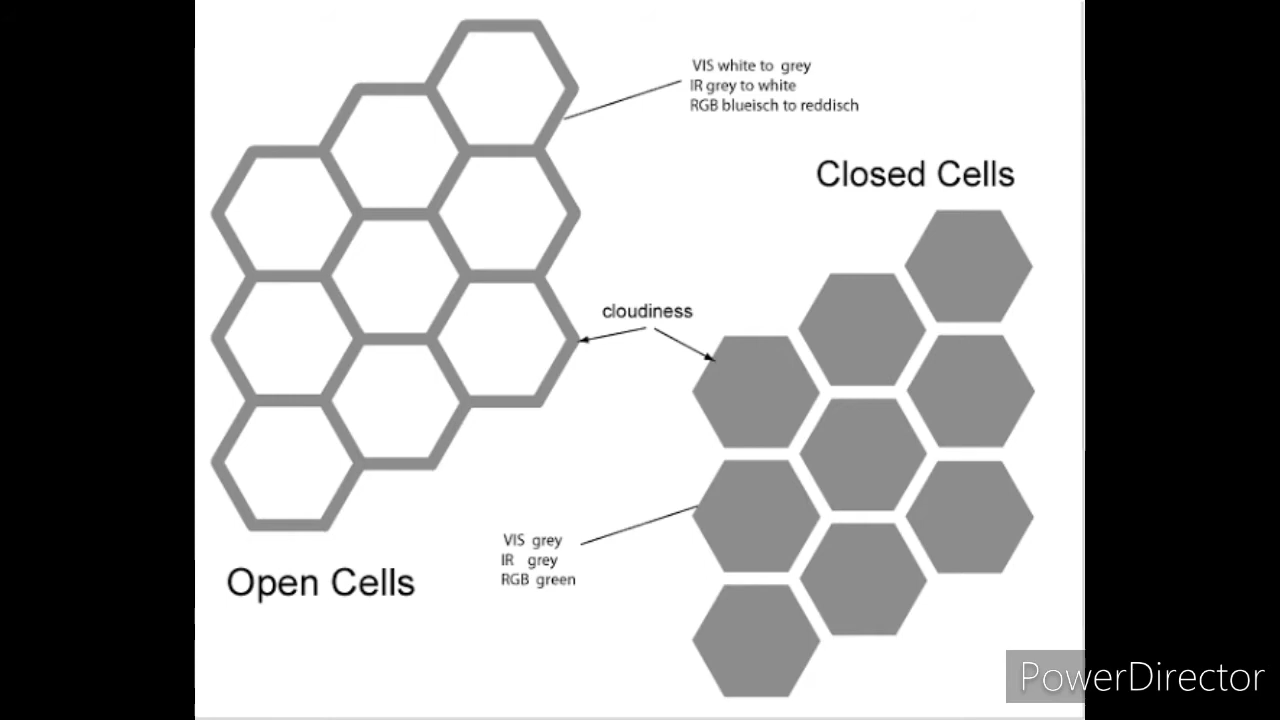 VIS white to grey
IR grey to white
RGB blueisch to reddisch
Closed Cells
cloudiness
VIS grey
IR grey
RGB green
Open Cells
PowerDirector